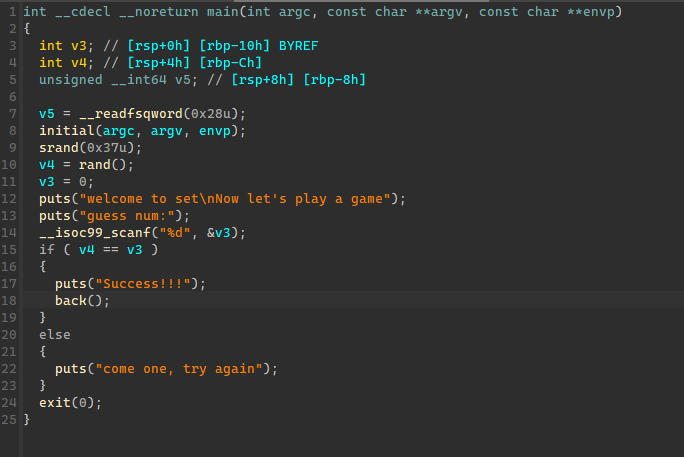 1 int __cdecl __noreturn main(int argc, const char **argv, const char **envp)
2 {
3   int v3; // [rsp+0h] [rbp-10h] BYREF
4   int v4; // [rsp+4h] [rbp-Ch]
5   unsigned __int64 v5; // [rsp+8h] [rbp-8h]
6
7   v5 = __readfsqword(0x28u);
8   initial(argc, argv, envp);
9   srand(0x37u);
10   v4 = rand();
11   v3 = 0;
12   puts("welcome to set\nNow let's play a game");
13   puts("guess num:");
14   __isoc99_scanf("%d", &v3);
15   if ( v4 == v3 )
16   {
17     puts("Success!!!");
18     back();
19   }
20   else
21   {
22     puts("come one, try again");
23   }
24   exit(0);
25 }